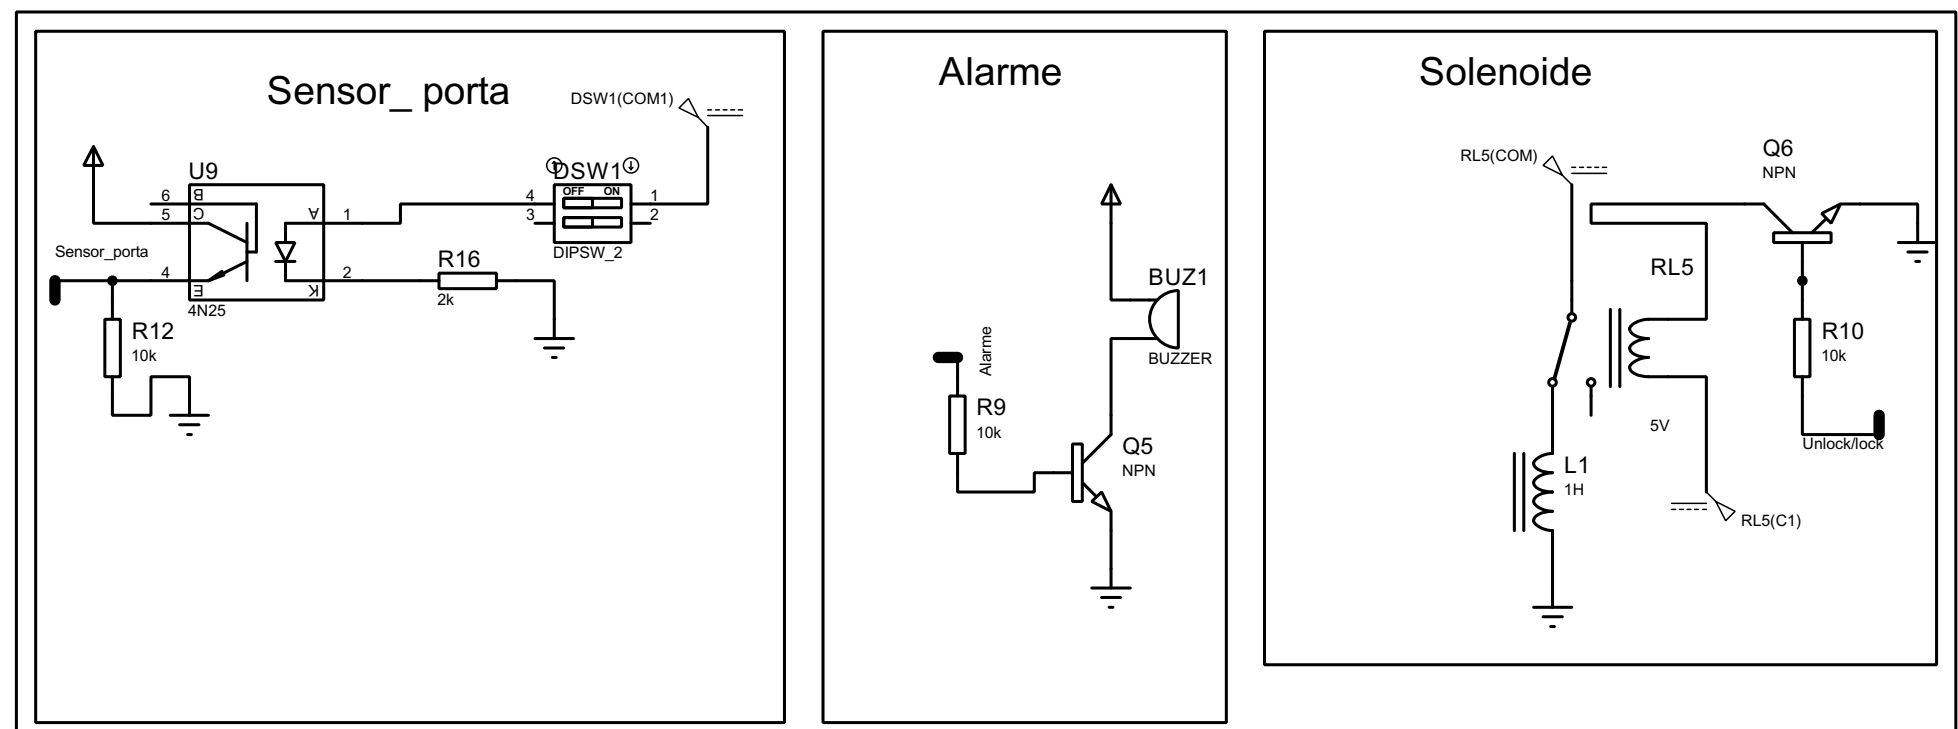 Sensor_ porta
DSW1(COM1)
U9
DSW1
OFF ON
6
B
5
C
A
1
4
3
1
2
DIPSW_2
Sensor_porta
4
E
K
2
4N25
R16
2k
R12
10k
Alarme
BUZ1
BUZZER
Alarme
R9
10k
Q5
NPN
Solenoide
RL5(COM)
Q6
NPN
RL5
R10
10k
5V
Unlock/lock
L1
1H
RL5(C1)